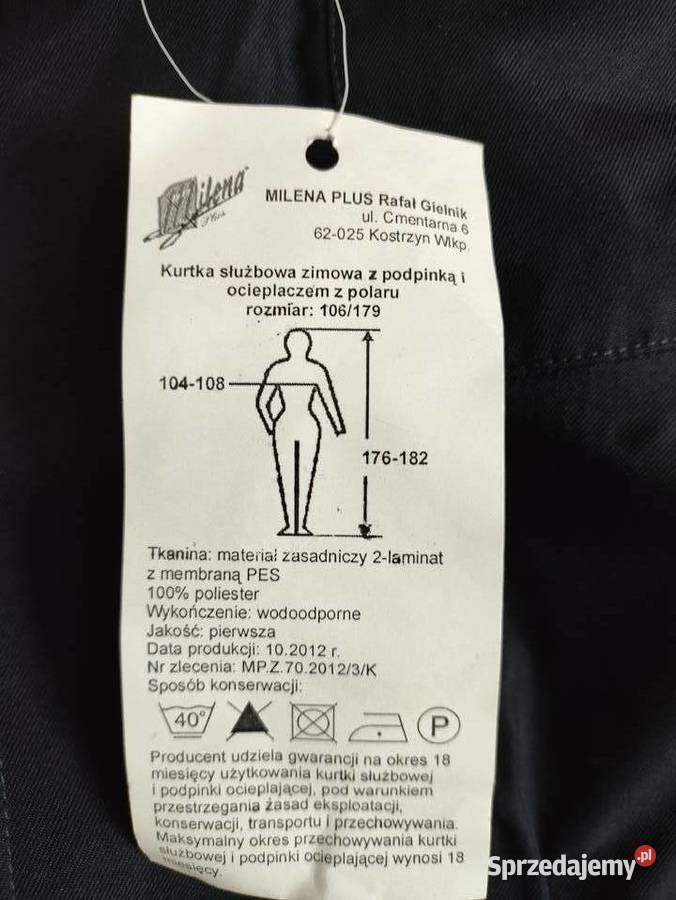 Milena
Plus
MILENA PLUS Rafał Gielnik
ul. Cmentarna 6
62-025 Kostrzyn Wlkp.
Kurtka służbowa zimowa z podpinką i
ocieplaczem z polaru
rozmiar: 106/179
104-108
176-182
Tkanina: materiał zasadniczy 2-laminat
z membraną PES
100% poliester
Wykończenie: wodoodporne
Jakość: pierwsza
Data produkcji: 10.2012 r.
Nr zlecenia: MP.Z.70.2012/3/K
Sposób konserwacji:
40° P
Producent udziela gwarancji na okres 18
miesięcy użytkowania kurtki służbowej
i podpinki ocieplającej, pod warunkiem
przestrzegania zasad eksploatacji,
konserwacji, transportu i przechowywania.
Maksymalny okres przechowywania kurtki
służbowej i podpinki ocieplającej wynosi 18
miesięcy.
Sprzedajemy.pl